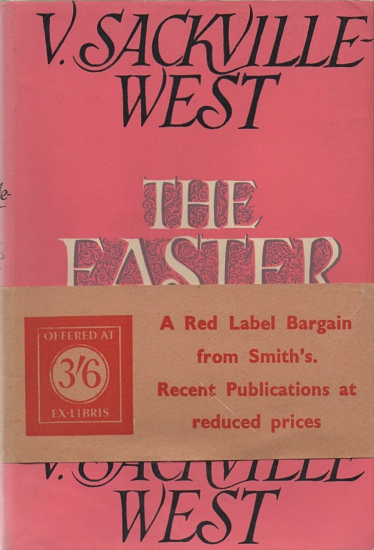 V. SACKVILLE-
WEST
THE
EASTER
OFFERED AT
3'/6
EX-LIBRIS
A Red Label Bargain
from Smith's.
Recent Publications at
reduced prices
V. SACKVILLE
WEST